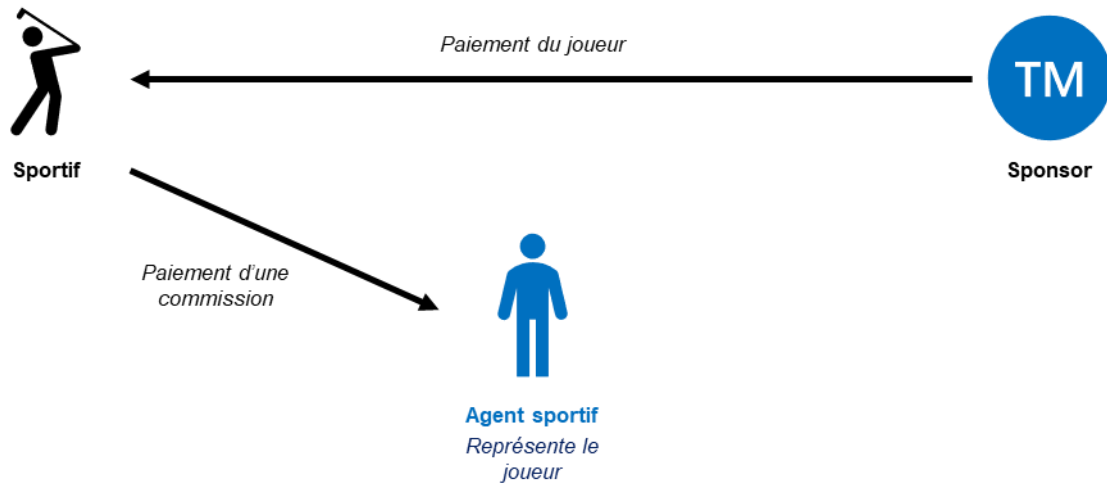 Paiement du joueur
TM
Sportif
Sponsor
Paiement d'une
commission
Agent sportif
Représente le
joueur